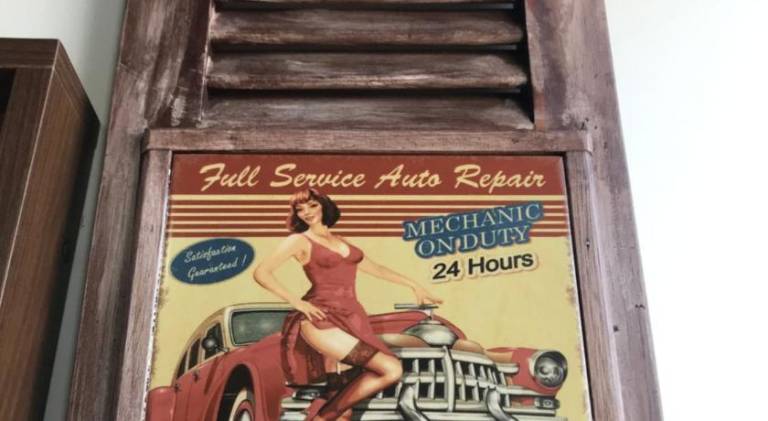 Full Service Auto Repair
MECHANIC
ON DUTY
24 Hours
Satisfaction
Guaranteed !